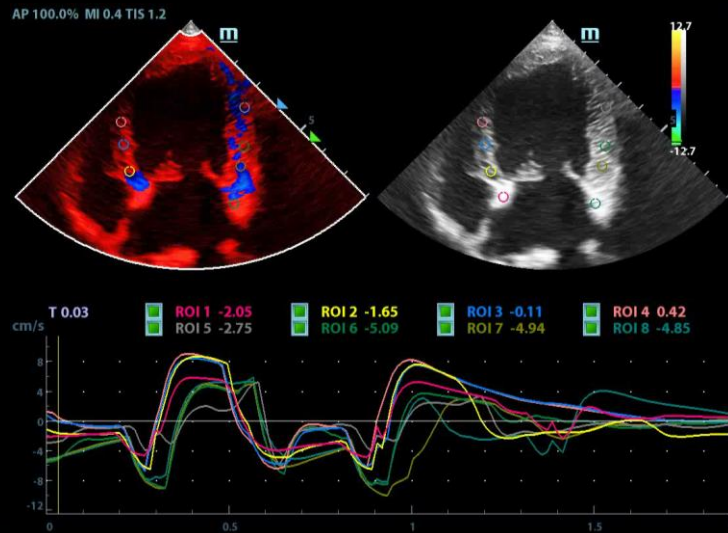 AP 100.0% MI 0.4 TIS 1.2
m
m
12.7
5
5
-12.7
T 0.03
ROI 1 -2.05
ROI 2 -1.65
ROI 3 -0.11
ROI 4 0.42
cm/s
ROI 5 -2.75
ROI 6 -5.09
ROI 7 -4.94
ROI 8 -4.85
8
4
0
-4
-8
-12
0
0.5
1
1.5